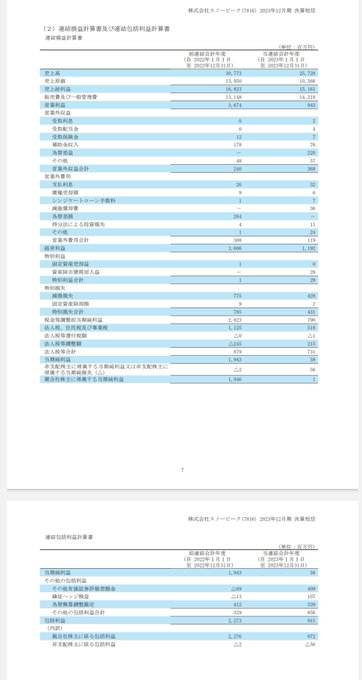 株式会社スノーピーク(7816) 2023年12月期 決算短信
（２）連結損益計算書及び連結包括利益計算書
連結損益計算書
（単位：百万円）
前連結会計年度 当連結会計年度
（自 2022年１月１日 （自 2023年１月１日
至 2022年12月31日） 至 2023年12月31日）
売上高 30,773 25,728
売上原価 13,950 10,566
売上総利益 16,823 15,161
販売費及び一般管理費 13,148 14,218
営業利益 3,674 943
営業外収益
受取利息 0 2
受取配当金 0 4
受取保険金 12 7
補助金収入 178 76
為替差益 － 220
その他 48 57
営業外収益合計 240 368
営業外費用
支払利息 26 32
債権売却損 9 6
シンジケートローン手数料 1 7
減価償却費 － 36
為替差損 264 －
持分法による投資損失 4 11
その他 1 24
営業外費用合計 308 119
経常利益 3,606 1,192
特別利益
固定資産売却益 1 0
資産除去債務戻入益 － 28
特別利益合計 1 29
特別損失
減損損失 775 428
固定資産除却損 9 2
特別損失合計 785 431
税金等調整前当期純利益 2,823 790
法人税、住民税及び事業税 1,125 518
法人税等還付税額 △0 △1
法人税等調整額 △245 215
法人税等合計 879 731
当期純利益 1,943 58
非支配株主に帰属する当期純利益又は非支配株主に
帰属する当期純損失（△） △2 56
親会社株主に帰属する当期純利益 1,946 1
7
株式会社スノーピーク(7816) 2023年12月期 決算短信
連結包括利益計算書
（単位：百万円）
前連結会計年度 当連結会計年度
（自 2022年１月１日 （自 2023年１月１日
至 2022年12月31日） 至 2023年12月31日）
当期純利益 1,943 58
その他の包括利益
その他有価証券評価差額金 △69 409
繰延ヘッジ損益 △13 107
為替換算調整勘定 412 339
その他の包括利益合計 329 856
包括利益 2,273 915
（内訳）
親会社株主に係る包括利益 2,276 972
非支配株主に係る包括利益 △2 △56